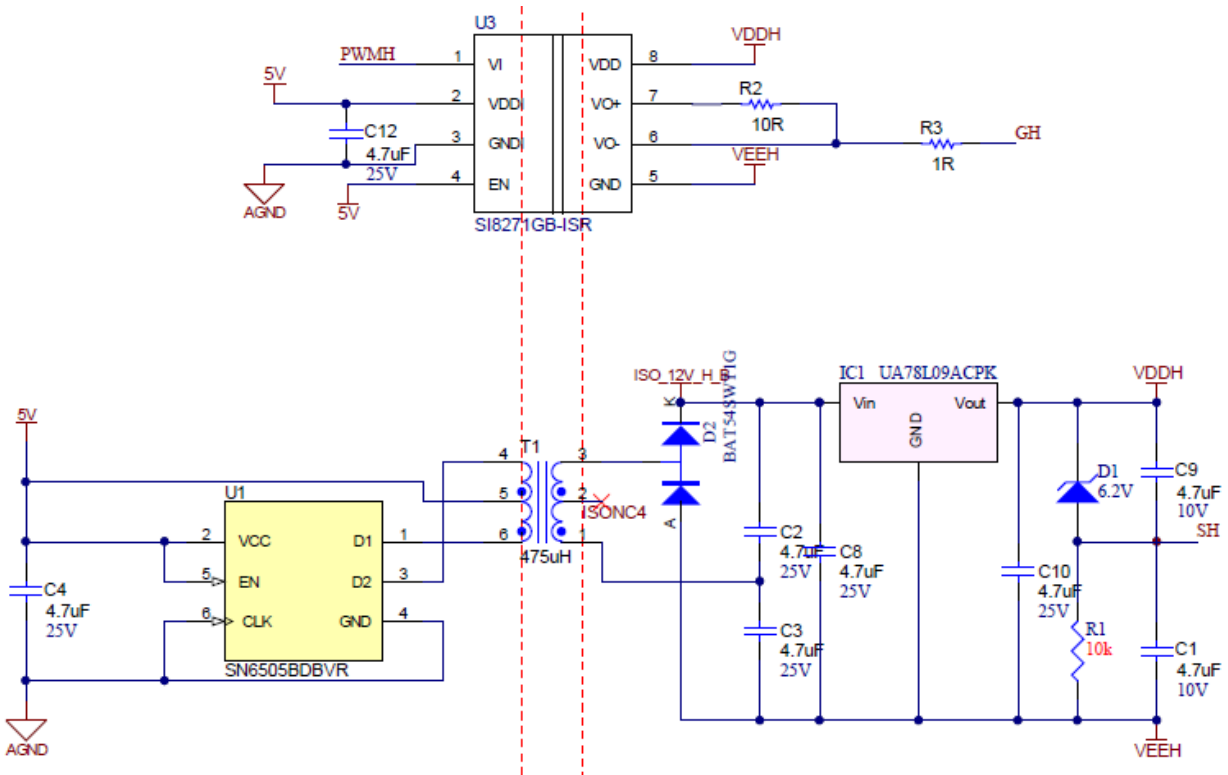 U3
PWMH
1
VI
VDD
8
VDDH
5V
2
VDDI
VO+
7
R2
10R
C12
4.7uF
25V
3
GNDI
VO-
6
R3
1R
GH
AGND
5V
4
EN
GND
5
VEEH
SI8271GB-ISR
5V
U1
2
VCC
D1
1
5
EN
D2
3
6
CLK
GND
4
SN6505BDBVR
C4
4.7uF
25V
AGND
T1
4
5
6
3
2
1
475uH
ISONC4
ISO_12V_H_B
K
A
D2
BAT54SWT1G
C2
4.7uF
25V
C3
4.7uF
25V
C8
4.7uF
25V
IC1 UA78L09ACPK
Vin
Vout
GND
C10
4.7uF
25V
VDDH
D1
6.2V
C9
4.7uF
10V
SH
R1
10k
C1
4.7uF
10V
VEEH